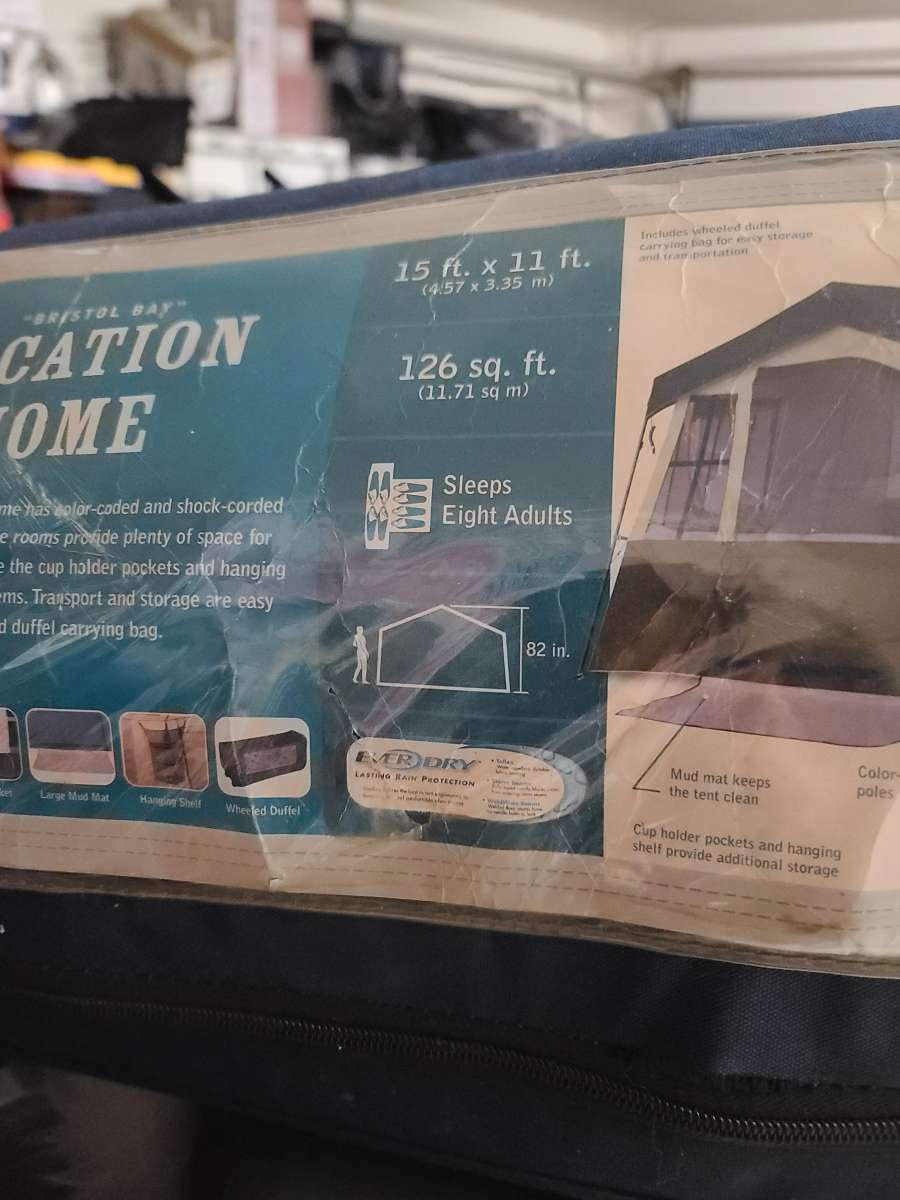 "BRISTOL BAY"
CATION
OME
15 ft. x 11 ft.
(4.57 x 3.35 m)
126 sq. ft.
(11.71 sq m)
Sleeps
Eight Adults
82 in.
me has color-coded and shock-corded
e rooms provide plenty of space for
e the cup holder pockets and hanging
ems. Transport and storage are easy
d duffel carrying bag.
ket
Large Mud Mat
Hanging Shelf
Wheeled Duffel
EVERDRY
LASTING RAIN PROTECTION
Includes wheeled duffel
carrying bag for easy storage
and transportation
Mud mat keeps
the tent clean
Color-
poles
Cup holder pockets and hanging
shelf provide additional storage